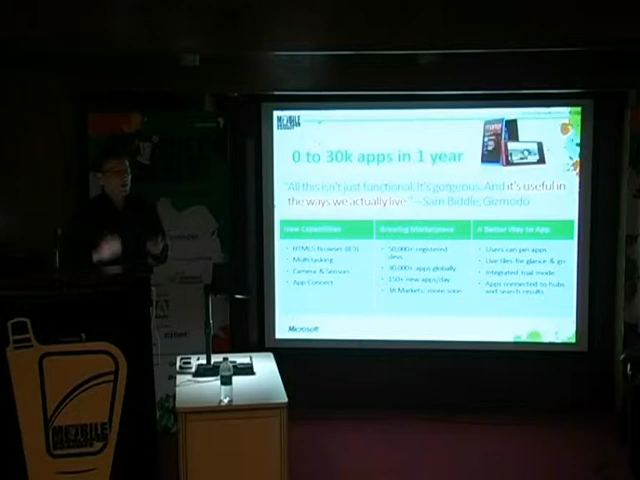 MOBILE
0 to 30k apps in 1 year
"All this isn't just functional. It's gorgeous. And it's useful in
the ways we actually live."—Sam Biddle, Gizmodo
New Capabilities
Growing Marketplace
A Better Way to App
• HTML5 Browser (IE9)
• Multitasking
• Camera & Sensors
• App Connect
• 50,000+ registered
devs
• 30,000+ apps globally
• 150+ new apps/day
• 38 Markets, more soon
• Users can pin apps
• Live tiles for glance & go
• Integrated trial mode
• Apps connected to hubs
and search results
Microsoft
MOBILE